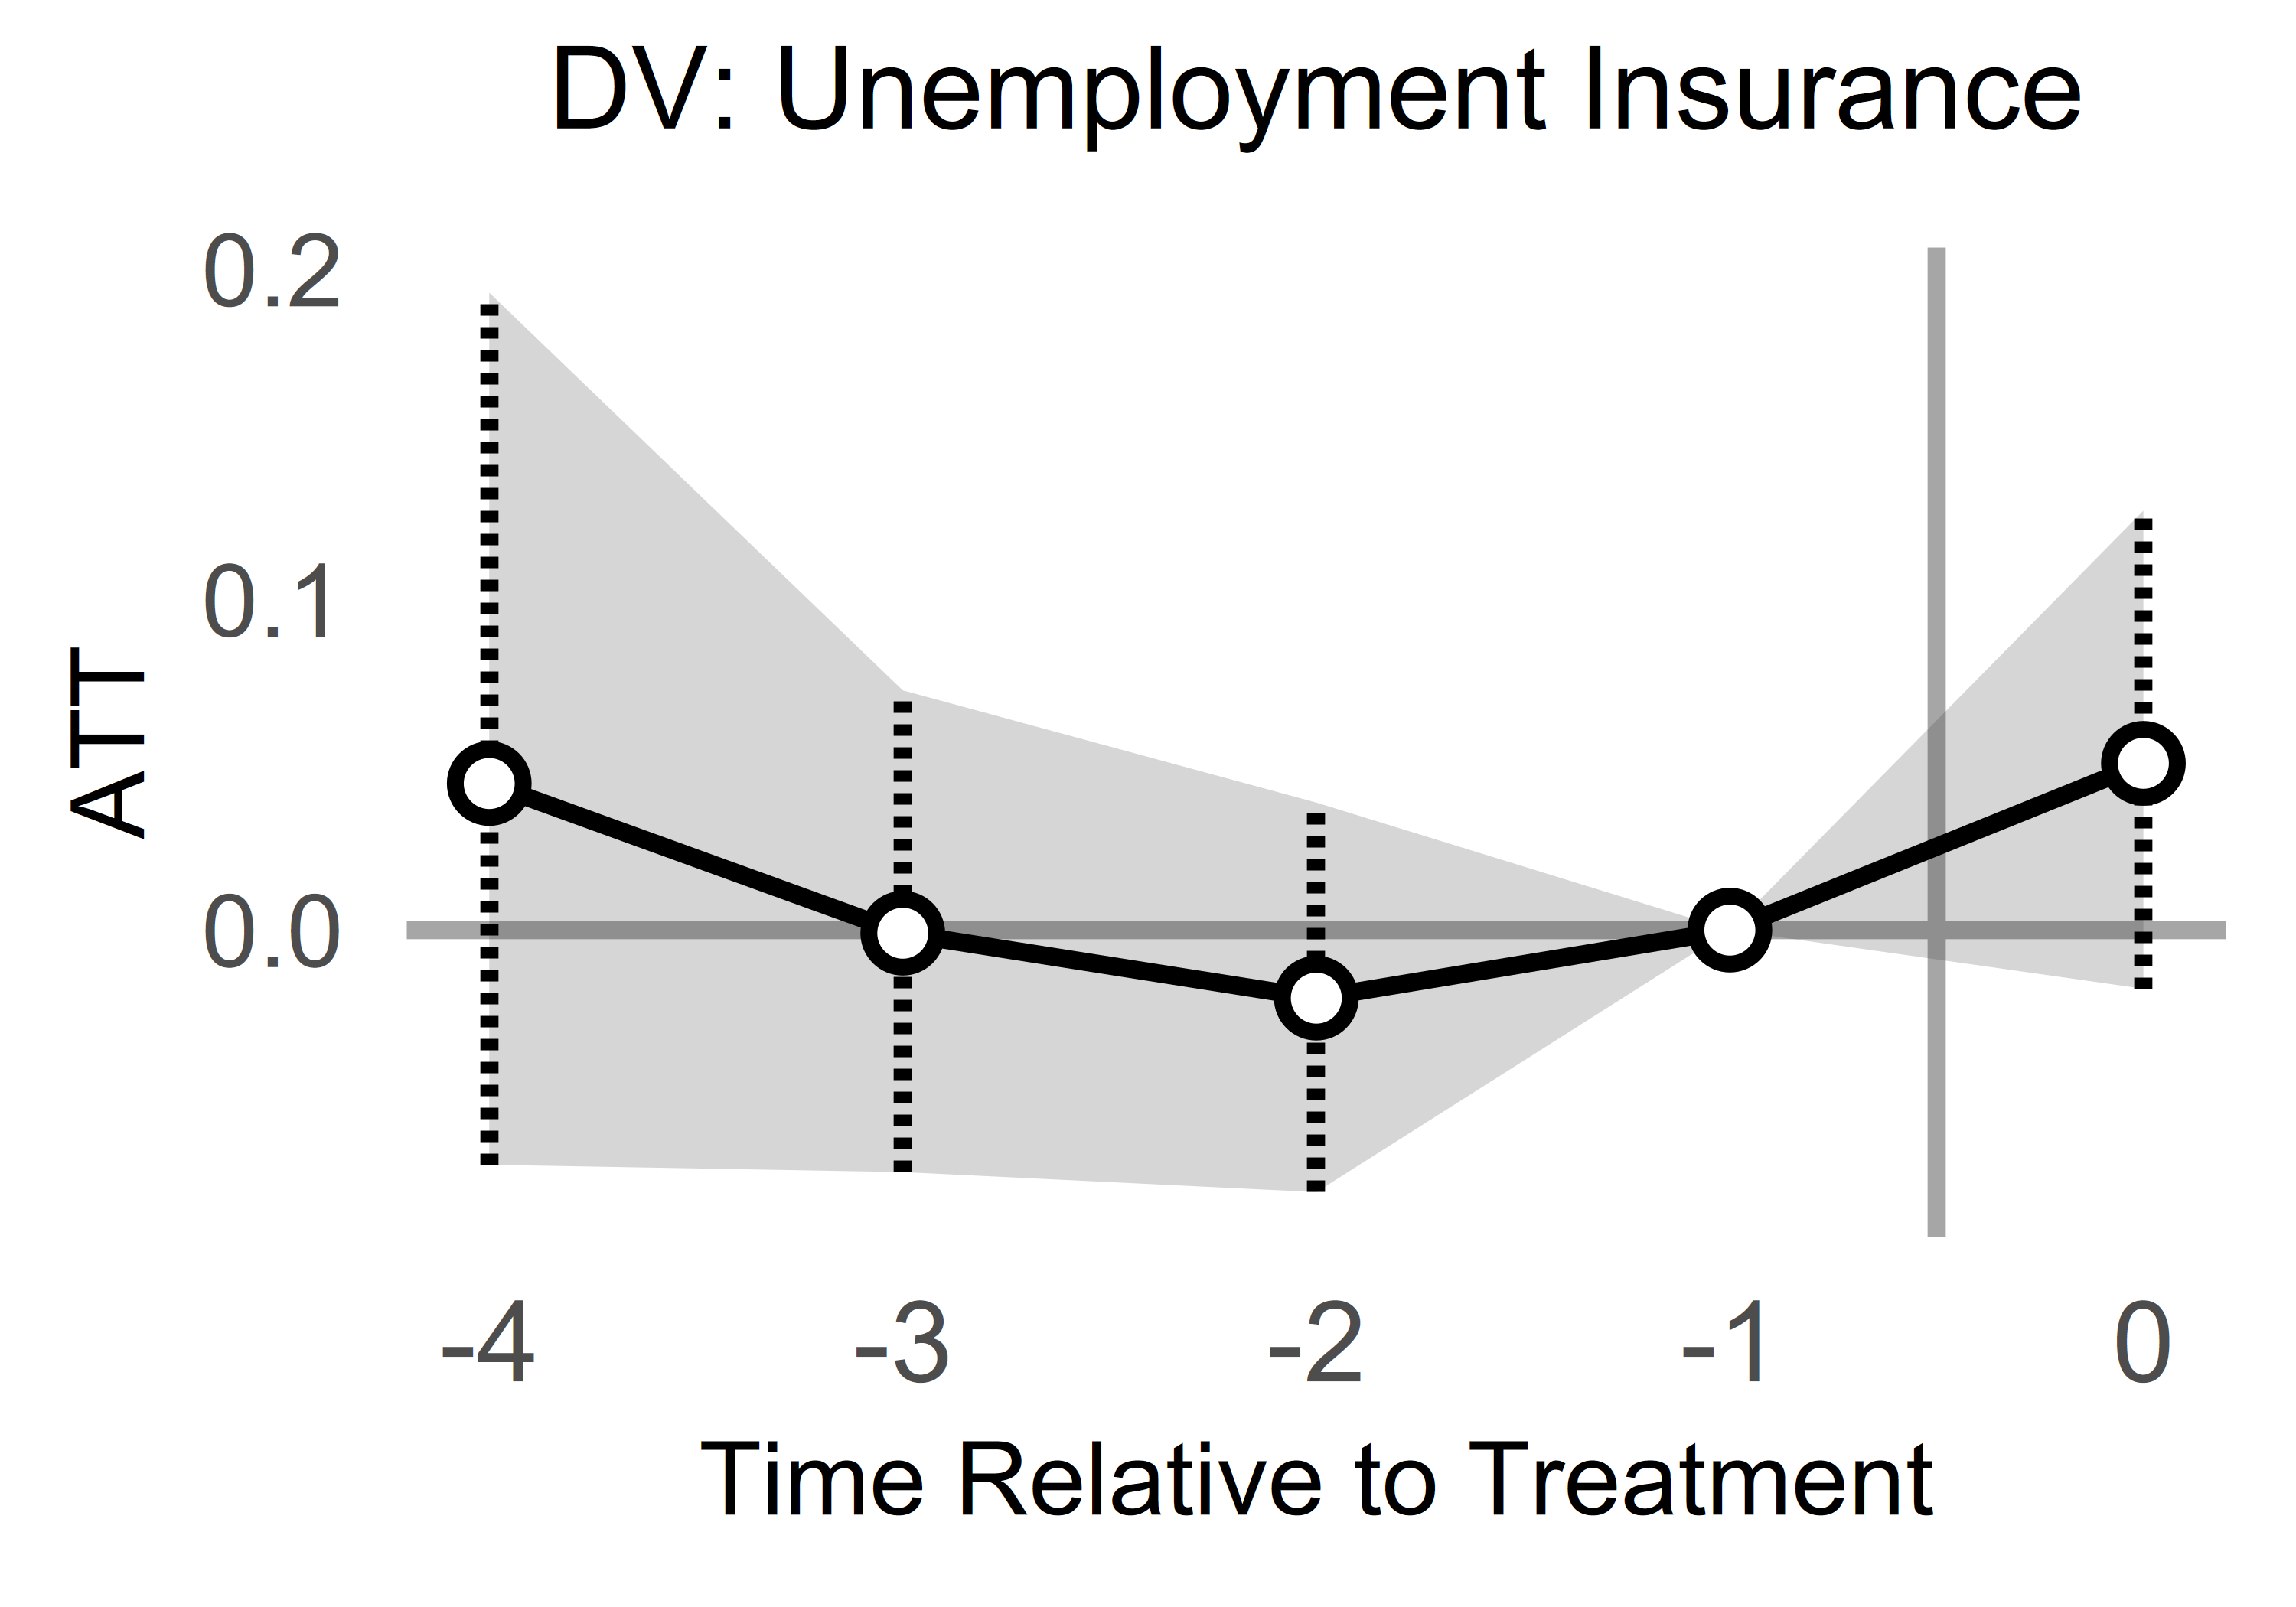 DV: Unemployment Insurance
0.2
0.1
0.0
ATT
-4 -3 -2 -1 0
Time Relative to Treatment